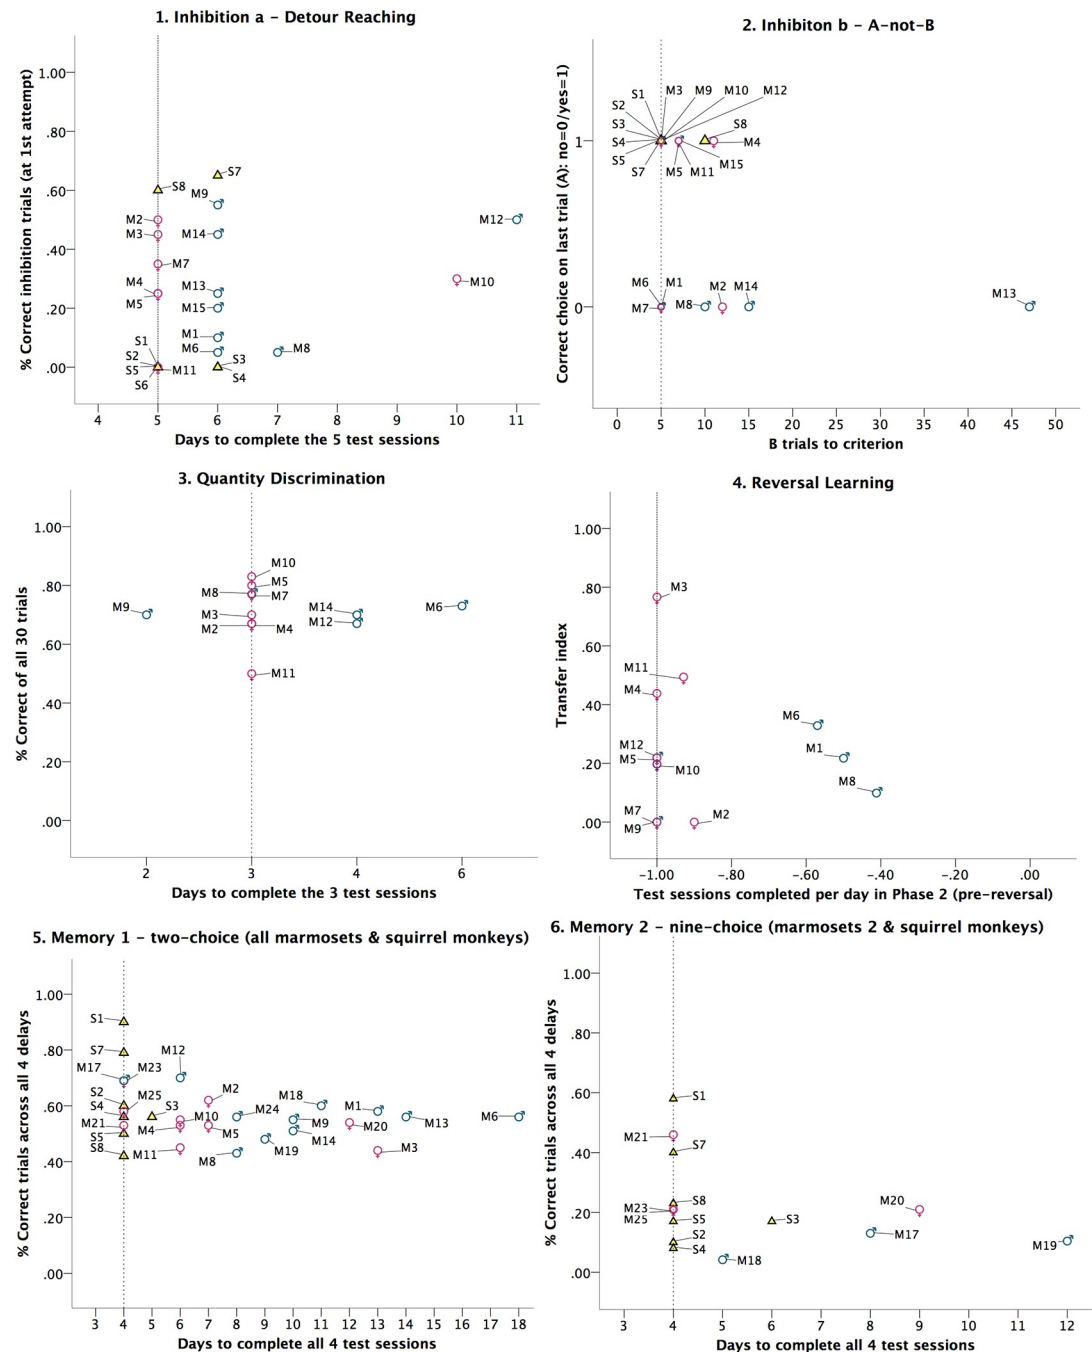 1. Inhibition a – Detour Reaching
% Correct inhibition trials (at 1st attempt)
1.00
.80
.60
.40
.20
.00
S7
S8
M9
M2
M3
M14
M12
M7
M10
M4
M13
M5
M15
S1
M1
M6
M8
S2
S3
S5
M11
S4
S6
4 5 6 7 8 9 10 11
Days to complete the 5 test sessions
2. Inhibiton b – A-not-B
Correct choice on last trial (A): no=0/yes=1)
1
0
S1 M3 M9 M10 M12
S2
S3
S8
S4
M4
S5
M15
S7 M5 M11
M6 M1
M2 M14
M13
M7
M8
0 5 10 15 20 25 30 35 40 45 50
B trials to criterion
3. Quantity Discrimination
% Correct of all 30 trials
1.00
.80
.60
.40
.20
.00
M10
M5
M8
M7
M9
M14
M6
M3
M12
M2
M4
M11
2 3 4 6
Days to complete the 3 test sessions
4. Reversal Learning
Transfer index
1.00
.80
.60
.40
.20
.00
M3
M11
M4
M6
M12
M1
M5
M10
M8
M7
M2
M9
–1.00 –.80 –.60 –.40 –.20 .00
Test sessions completed per day in Phase 2 (pre-reversal)
5. Memory 1 – two-choice (all marmosets & squirrel monkeys)
% Correct trials across all 4 delays
1.00
.80
.60
.40
.20
.00
S1
S7
M12
M17
M23
S2
M25
M2
S4
S3
M24
M18
M1
M6
M10
M21
M4
M5
M9
M20
M13
S5
M14
S8
M11
M8
M19
M3
3 4 5 6 7 8 9 10 11 12 13 14 15 16 17 18
Days to complete all 4 test sessions
6. Memory 2 – nine-choice (marmosets 2 & squirrel monkeys)
% Correct trials across all 4 delays
1.00
.80
.60
.40
.20
.00
S1
M21
S7
S8
M20
M23
M25
S5
S3
S2
M17
S4
M19
M18
3 4 5 6 7 8 9 10 11 12
Days to complete all 4 test sessions